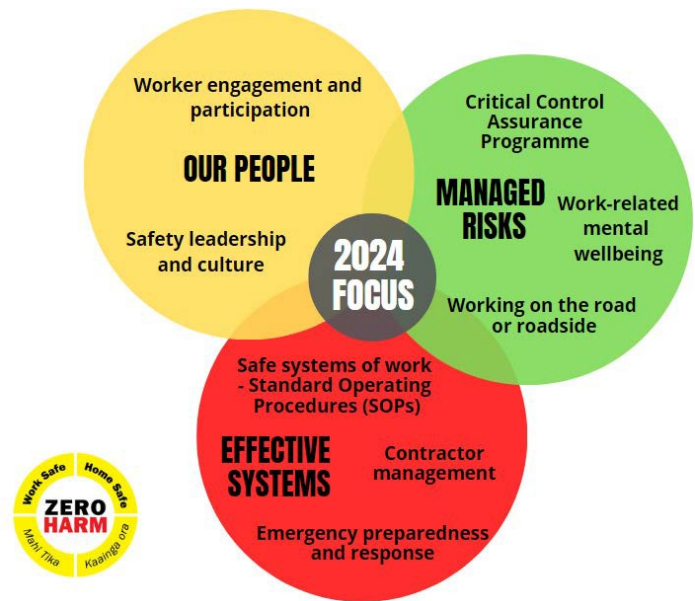 Worker engagement and
participation
OUR PEOPLE
Safety leadership
and culture
Critical Control
Assurance
Programme
MANAGED
RISKS
Work-related
mental
wellbeing
Working on the road
or roadside
2024
FOCUS
Safe systems of work
- Standard Operating
Procedures (SOPs)
EFFECTIVE
SYSTEMS
Contractor
management
Emergency preparedness
and response
Work Safe
Home Safe
ZERO
HARM
Mahi Tika
Kaainga ora